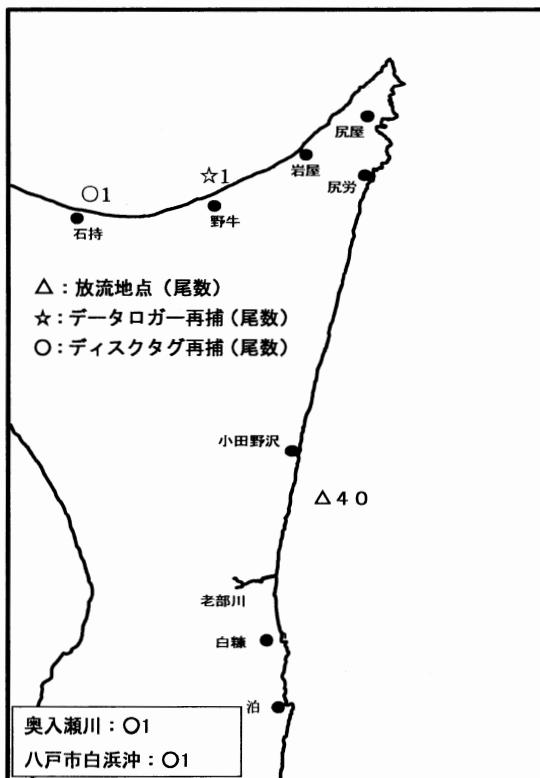 尻屋
岩屋
尻労
☆1
○1
野牛
石持
△：放流地点（尾数）
☆：データロガー再捕（尾数）
○：ディスクタグ再捕（尾数）
小田野沢
△４０
老部川
白糠
泊
奥入瀬川：○1
八戸市白浜沖：○1